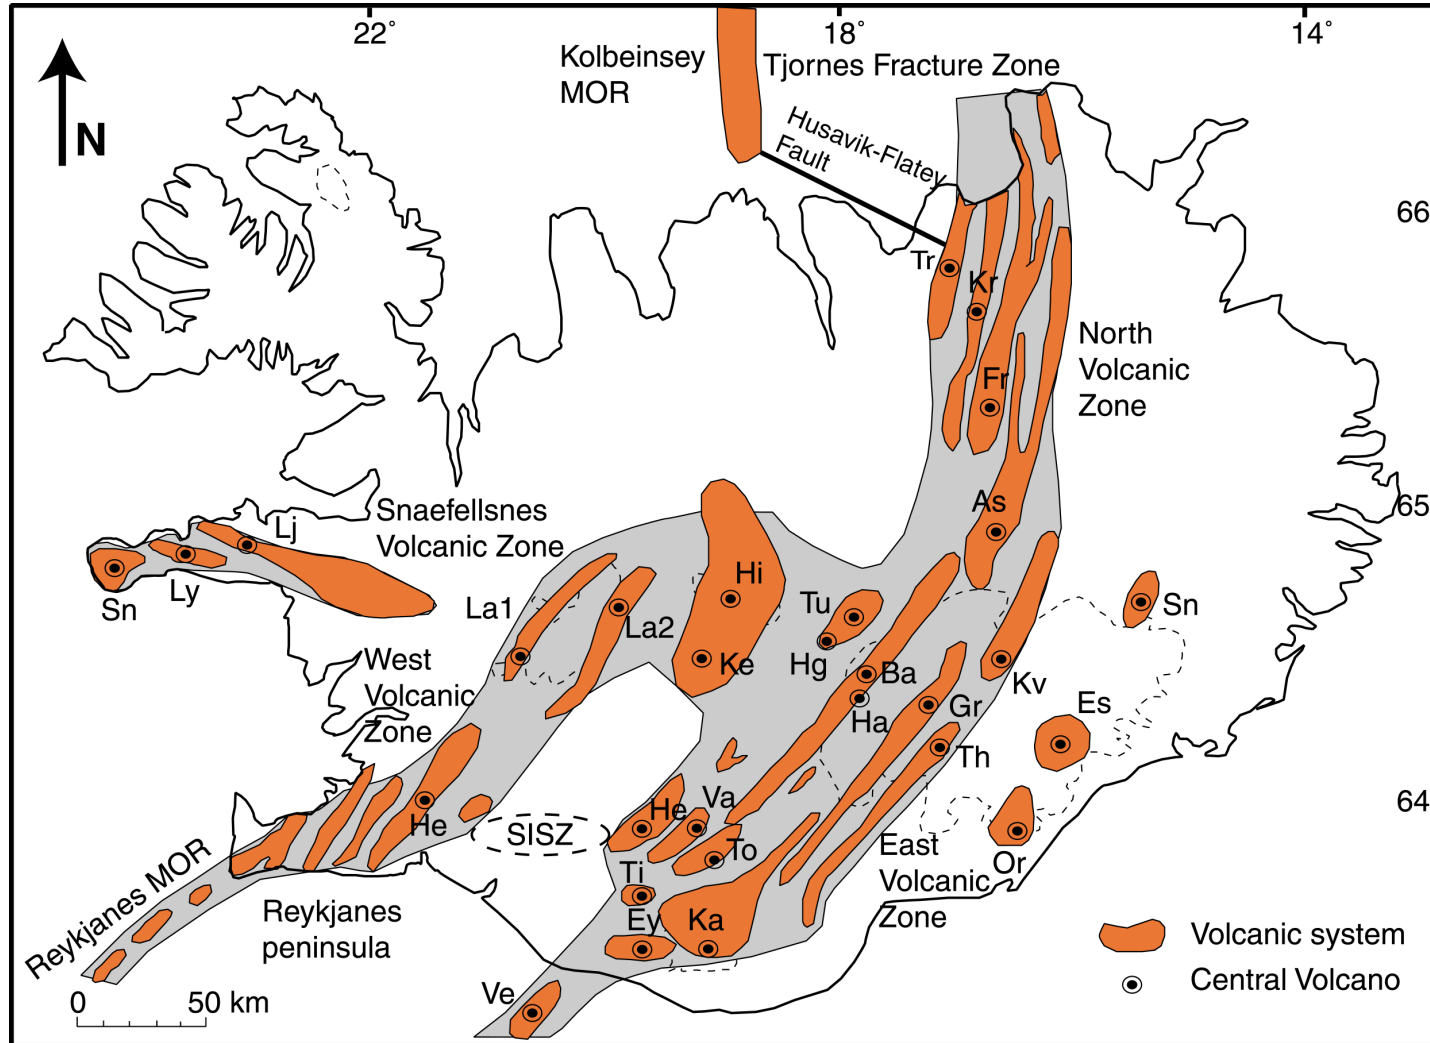 22°
18°
14°
Kolbeinsey
MOR
Tjornes Fracture Zone
Husavik-Flatey
Fault
N
66
Tr
Kr
North
Volcanic
Zone
Fr
65
As
Snaefellsnes
Volcanic Zone
Lj
Ly
Sn
La1
La2
Hi
Ke
Tu
Hg
Ba
Ha
Gr
Th
Kv
Sn
Es
Or
West
Volcanic
Zone
64
He
SISZ
He
Va
To
Ti
Ey
Ka
East
Volcanic
Zone
Reykjanes MOR
Reykjanes
peninsula
Ve
0 50 km
Volcanic system
Central Volcano